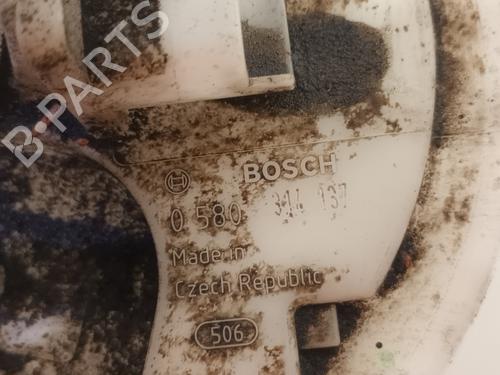 B-PARTS
BOSCH
0 580 314 137
Made in
Czech Republic
506